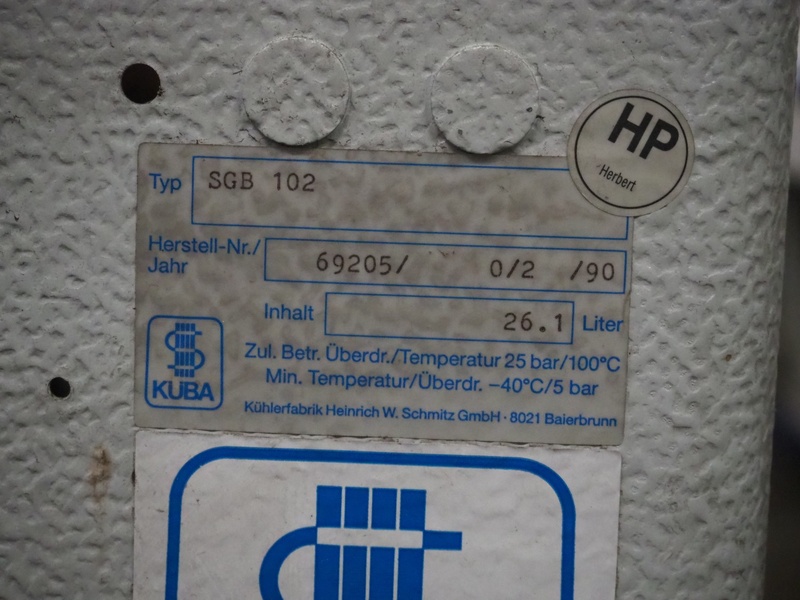 HP
Herbert
Typ SGB 102
Herstell-Nr./
Jahr 69205/ 0/2 /90
Inhalt 26.1 Liter
Zul. Betr. Überdr./Temperatur 25 bar/100°C
Min. Temperatur/Überdr. –40°C/5 bar
KÜBA
Kühlerfabrik Heinrich W. Schmitz GmbH · 8021 Baierbrunn